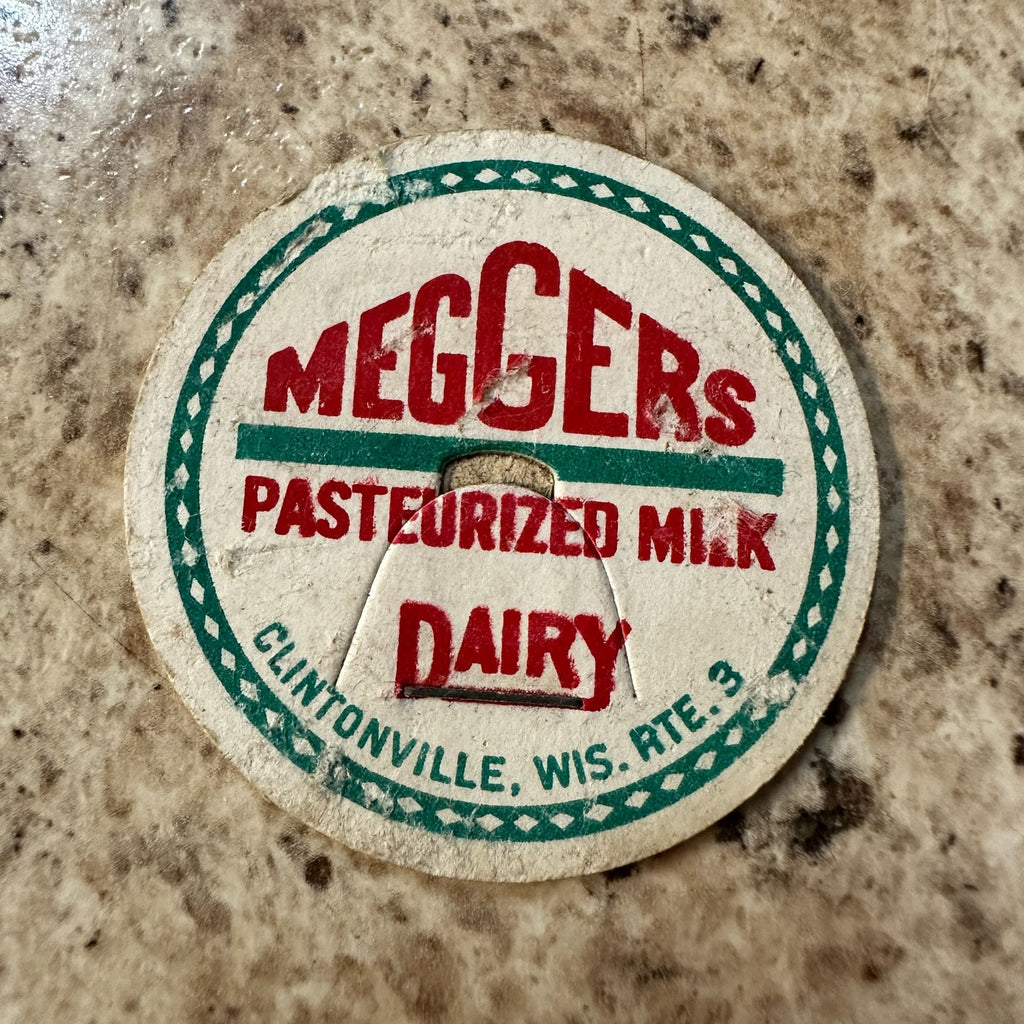 MEGGERS
PASTEURIZED MILK
DAIRY
CLINTONVILLE, WIS. RTE. 3